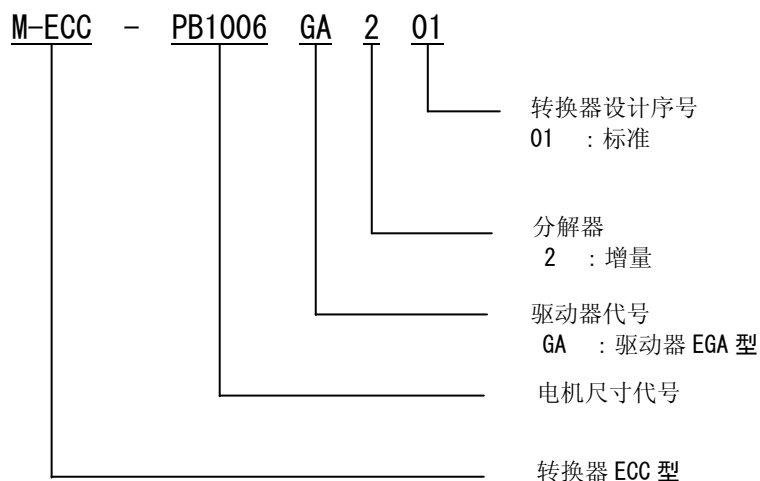 M-ECC - PB1006 GA 2 01
转换器设计序号
01 : 标准
分解器
2 : 增量
驱动器代号
GA : 驱动器 EGA 型
电机尺寸代号
转换器 ECC 型